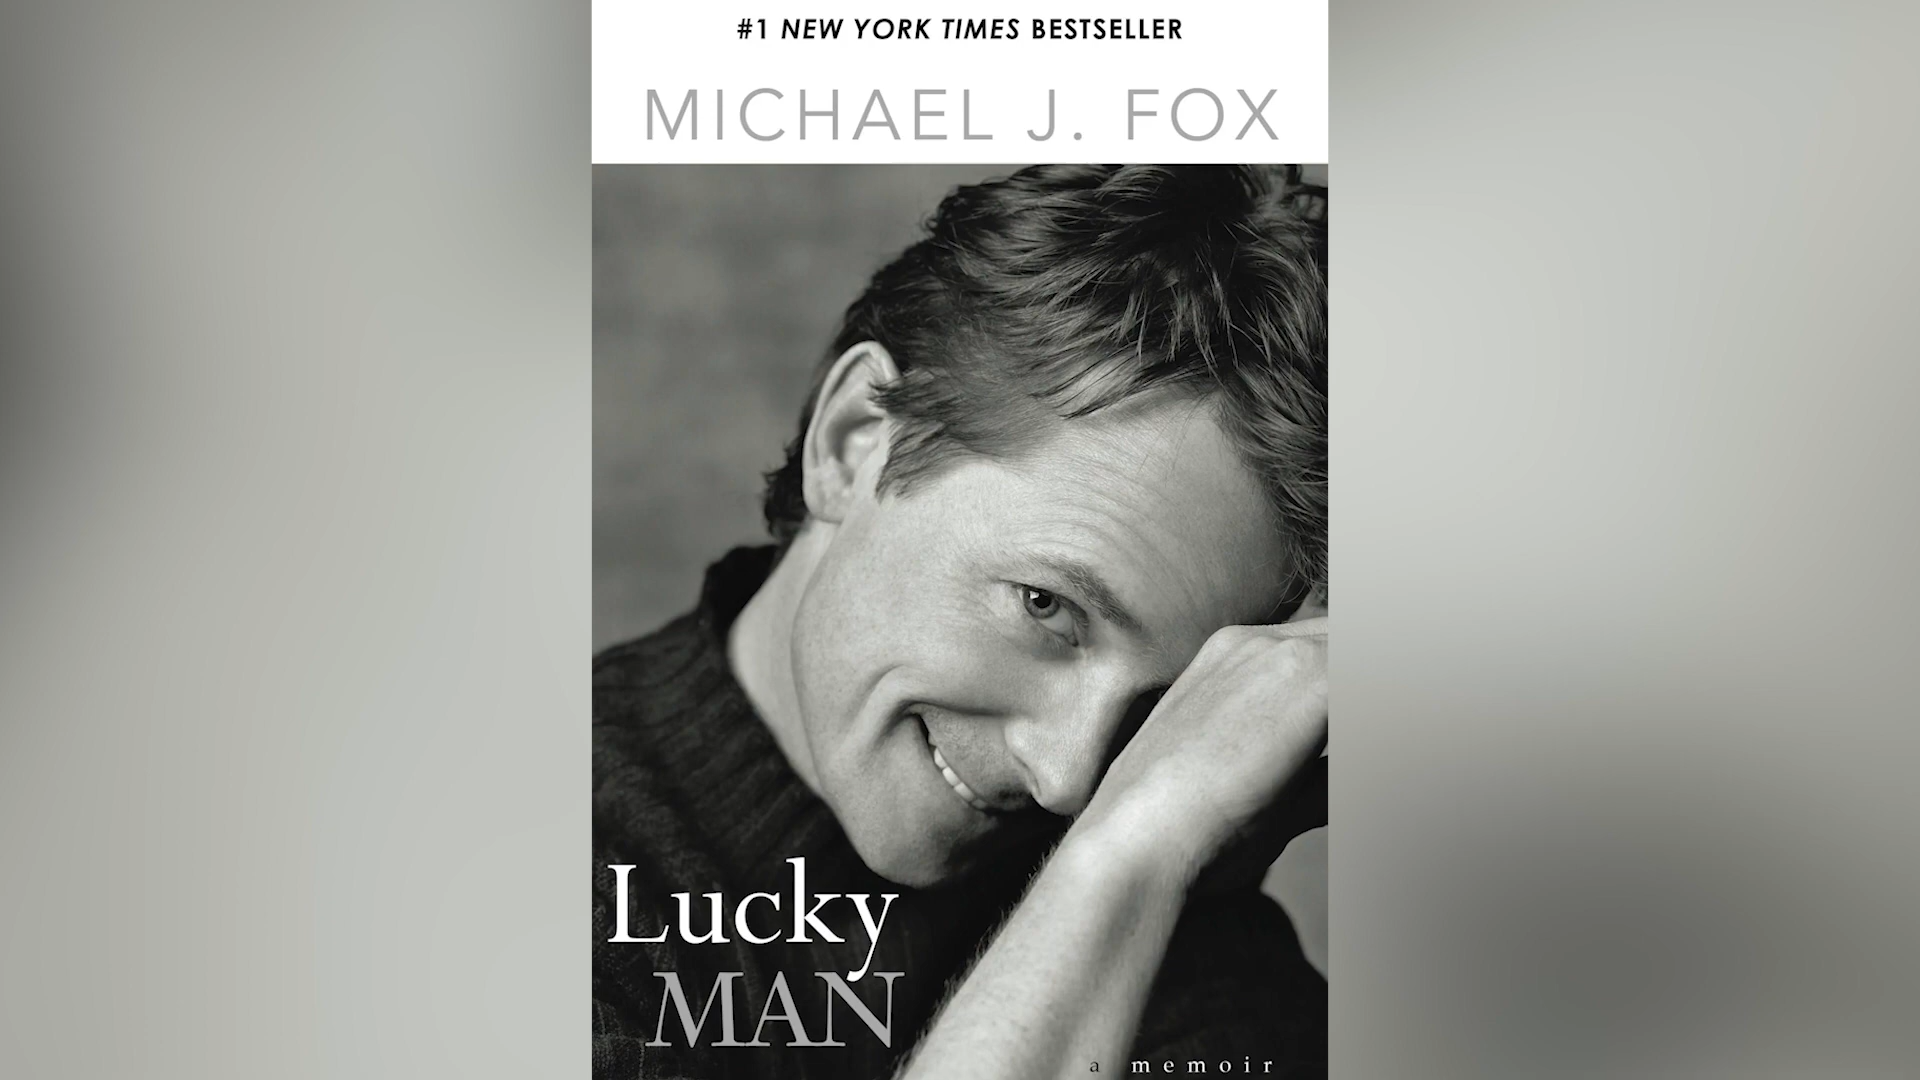 #1 NEW YORK TIMES BESTSELLER
MICHAEL J. FOX
Lucky
MAN
a memoir